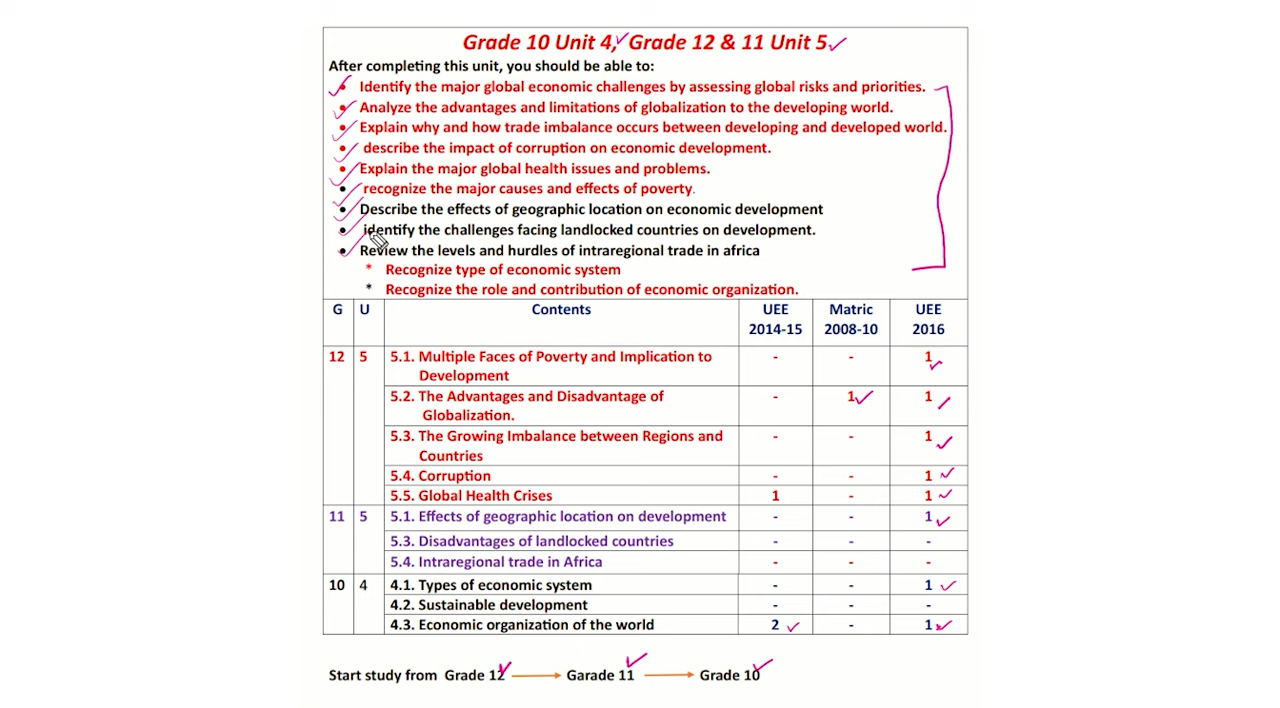 Grade 10 Unit 4, Grade 12 & 11 Unit 5
After completing this unit, you should be able to:
• Identify the major global economic challenges by assessing global risks and priorities.
• Analyze the advantages and limitations of globalization to the developing world.
• Explain why and how trade imbalance occurs between developing and developed world.
• describe the impact of corruption on economic development.
• Explain the major global health issues and problems.
• recognize the major causes and effects of poverty.
• Describe the effects of geographic location on economic development
• identify the challenges facing landlocked countries on development.
• Review the levels and hurdles of intraregional trade in africa
* Recognize type of economic system
* Recognize the role and contribution of economic organization.
G U Contents UEE 2014-15 Matric 2008-10 UEE 2016
12 5 5.1. Multiple Faces of Poverty and Implication to - - 1
Development
5.2. The Advantages and Disadvantage of - 1 1
Globalization.
5.3. The Growing Imbalance between Regions and - - 1
Countries
5.4. Corruption - - 1
5.5. Global Health Crises 1 - 1
11 5 5.1. Effects of geographic location on development - - 1
5.3. Disadvantages of landlocked countries - - -
5.4. Intraregional trade in Africa - - -
10 4 4.1. Types of economic system - - 1
4.2. Sustainable development - - -
4.3. Economic organization of the world 2 - 1
Start study from Grade 12 → Garade 11 → Grade 10